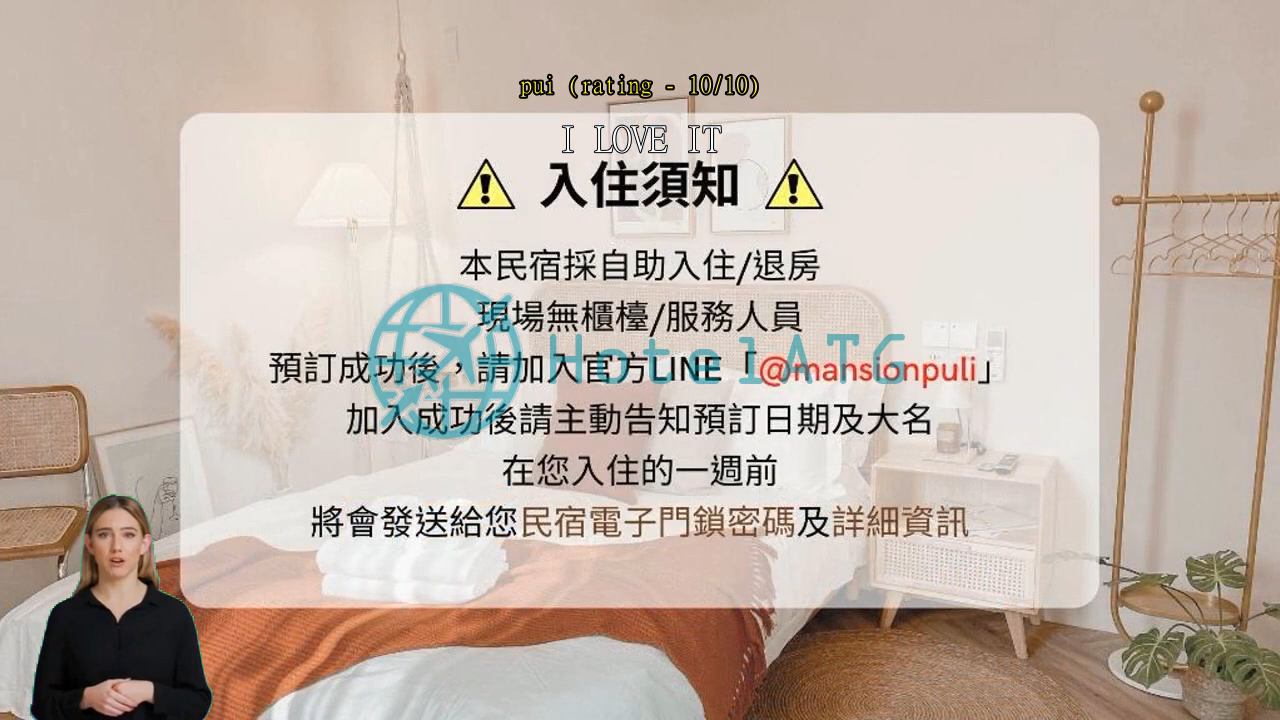 pui (rating - 10/10)
I LOVE IT
入住須知
本民宿採自助入住/退房
現場無櫃檯/服務人員
預訂成功後，請加入官方LINE「@mansionpuli」
HotelATG
加入成功後請主動告知預訂日期及大名
在您入住的一週前
將會發送給您民宿電子門鎖密碼及詳細資訊